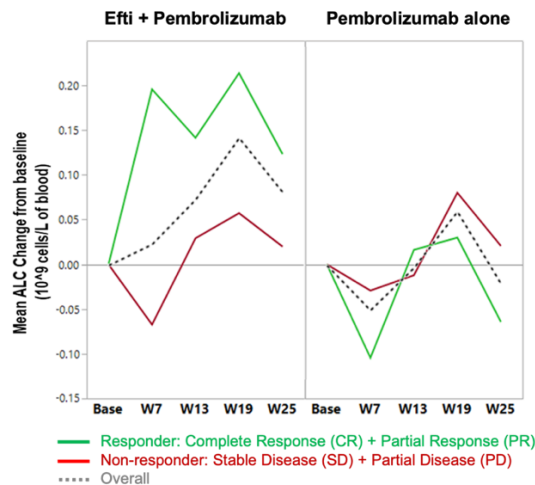 Efti + Pembrolizumab
Pembrolizumab alone
Mean ALC Change from baseline
(10^9 cells/L of blood)
0.20
0.15
0.10
0.05
0.00
-0.05
-0.10
-0.15
Base W7 W13 W19 W25
Base W7 W13 W19 W25
Responder: Complete Response (CR) + Partial Response (PR)
Non-responder: Stable Disease (SD) + Partial Disease (PD)
Overall